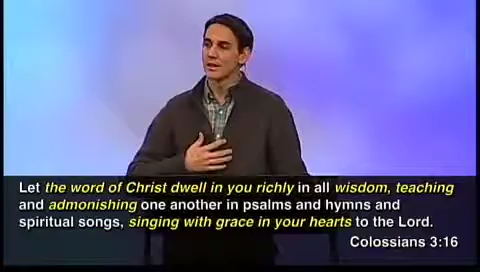 Let the word of Christ dwell in you richly in all wisdom, teaching
and admonishing one another in psalms and hymns and
spiritual songs, singing with grace in your hearts to the Lord.
Colossians 3:16